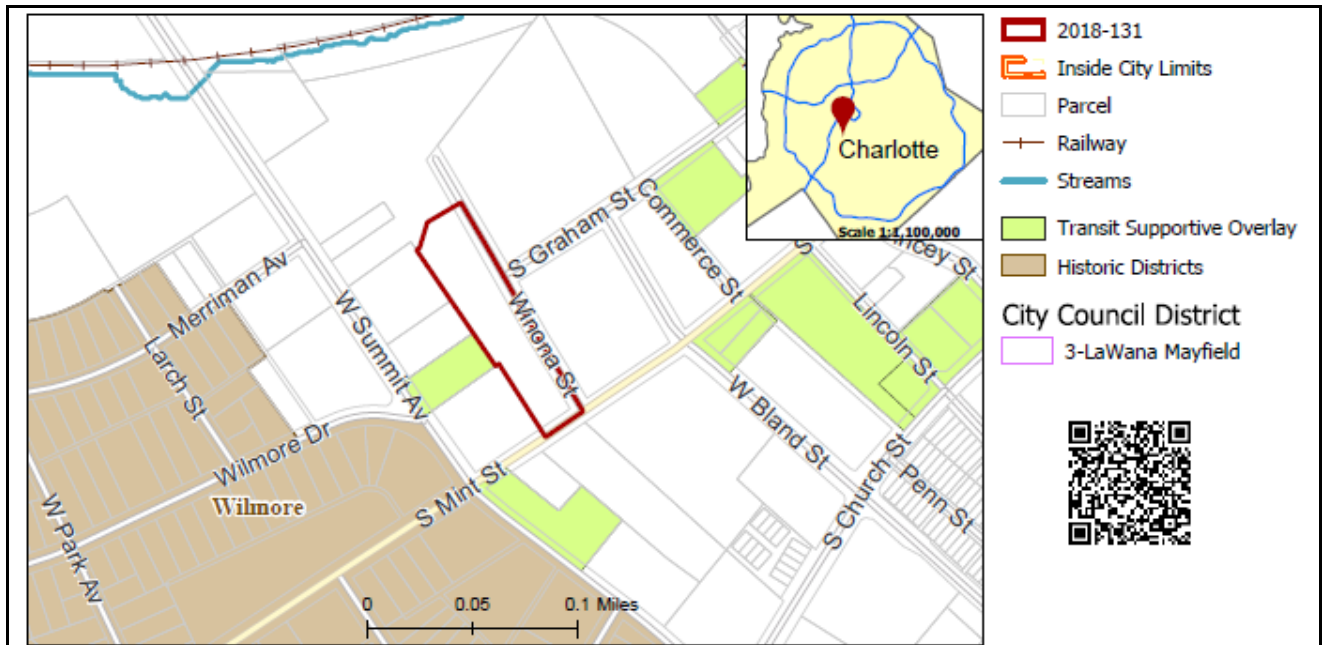 2018-131
Inside City Limits
Parcel
Railway
Streams
Transit Supportive Overlay
Historic Districts
City Council District
3-LaWana Mayfield
Charlotte
Scale 1:1,100,000
S Graham St
Commerce St
Winona St
Merriman Av
Larch St
W Summit Av
Wilmore Dr
Wilmore
W Park Av
S Mint St
Lincoln St
W Bland St
S Church St
Penn St
0 0.05 0.1 Miles